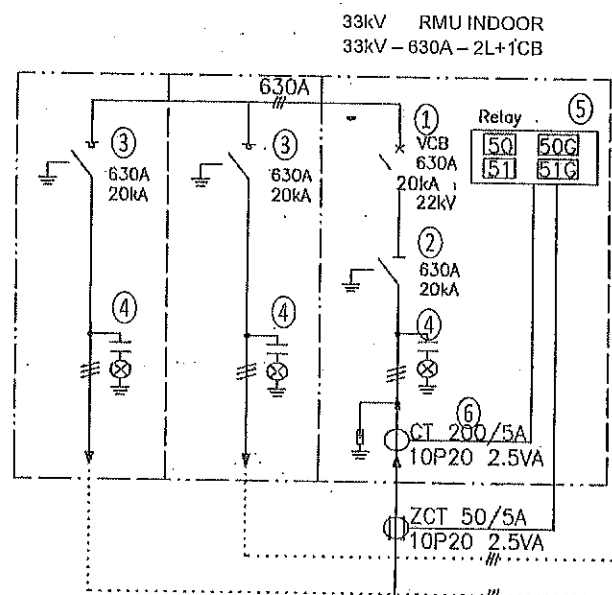 33kV RMU INDOOR
33kV – 630A – 2L+1CB
630A
3
630A
20kA
3
630A
20kA
1
VCB
630A
20kA
22kV
Relay
5
50 50G
51 51G
2
630A
20kA
4
4
4
6
CT 200/5A
10P20 2.5VA
ZCT 50/5A
10P20 2.5VA